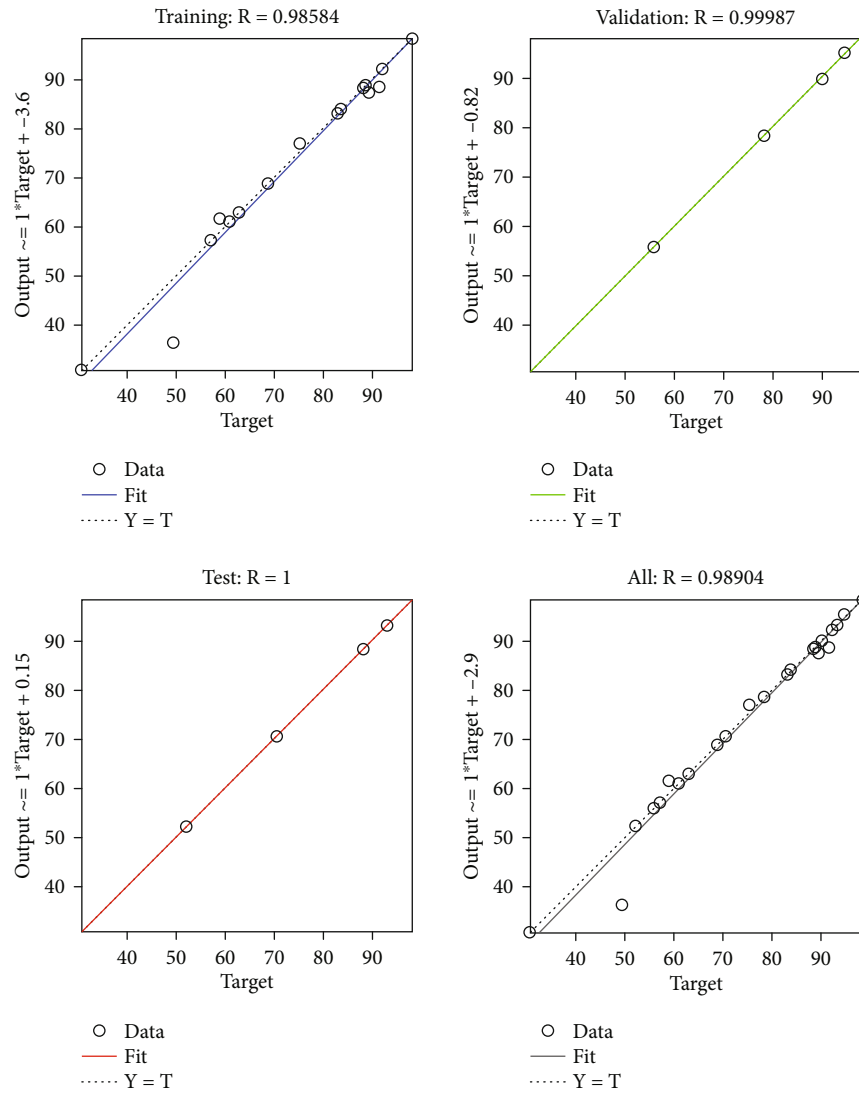 Training: R = 0.98584
Output ~= 1*Target + -3.6
90
80
70
60
50
40
40 50 60 70 80 90
Target
Data
Fit
Y = T
Validation: R = 0.99987
Output ~= 1*Target + -0.82
90
80
70
60
50
40
40 50 60 70 80 90
Target
Data
Fit
Y = T
Test: R = 1
Output ~= 1*Target + 0.15
90
80
70
60
50
40
40 50 60 70 80 90
Target
Data
Fit
Y = T
All: R = 0.98904
Output ~= 1*Target + -2.9
90
80
70
60
50
40
40 50 60 70 80 90
Target
Data
Fit
Y = T